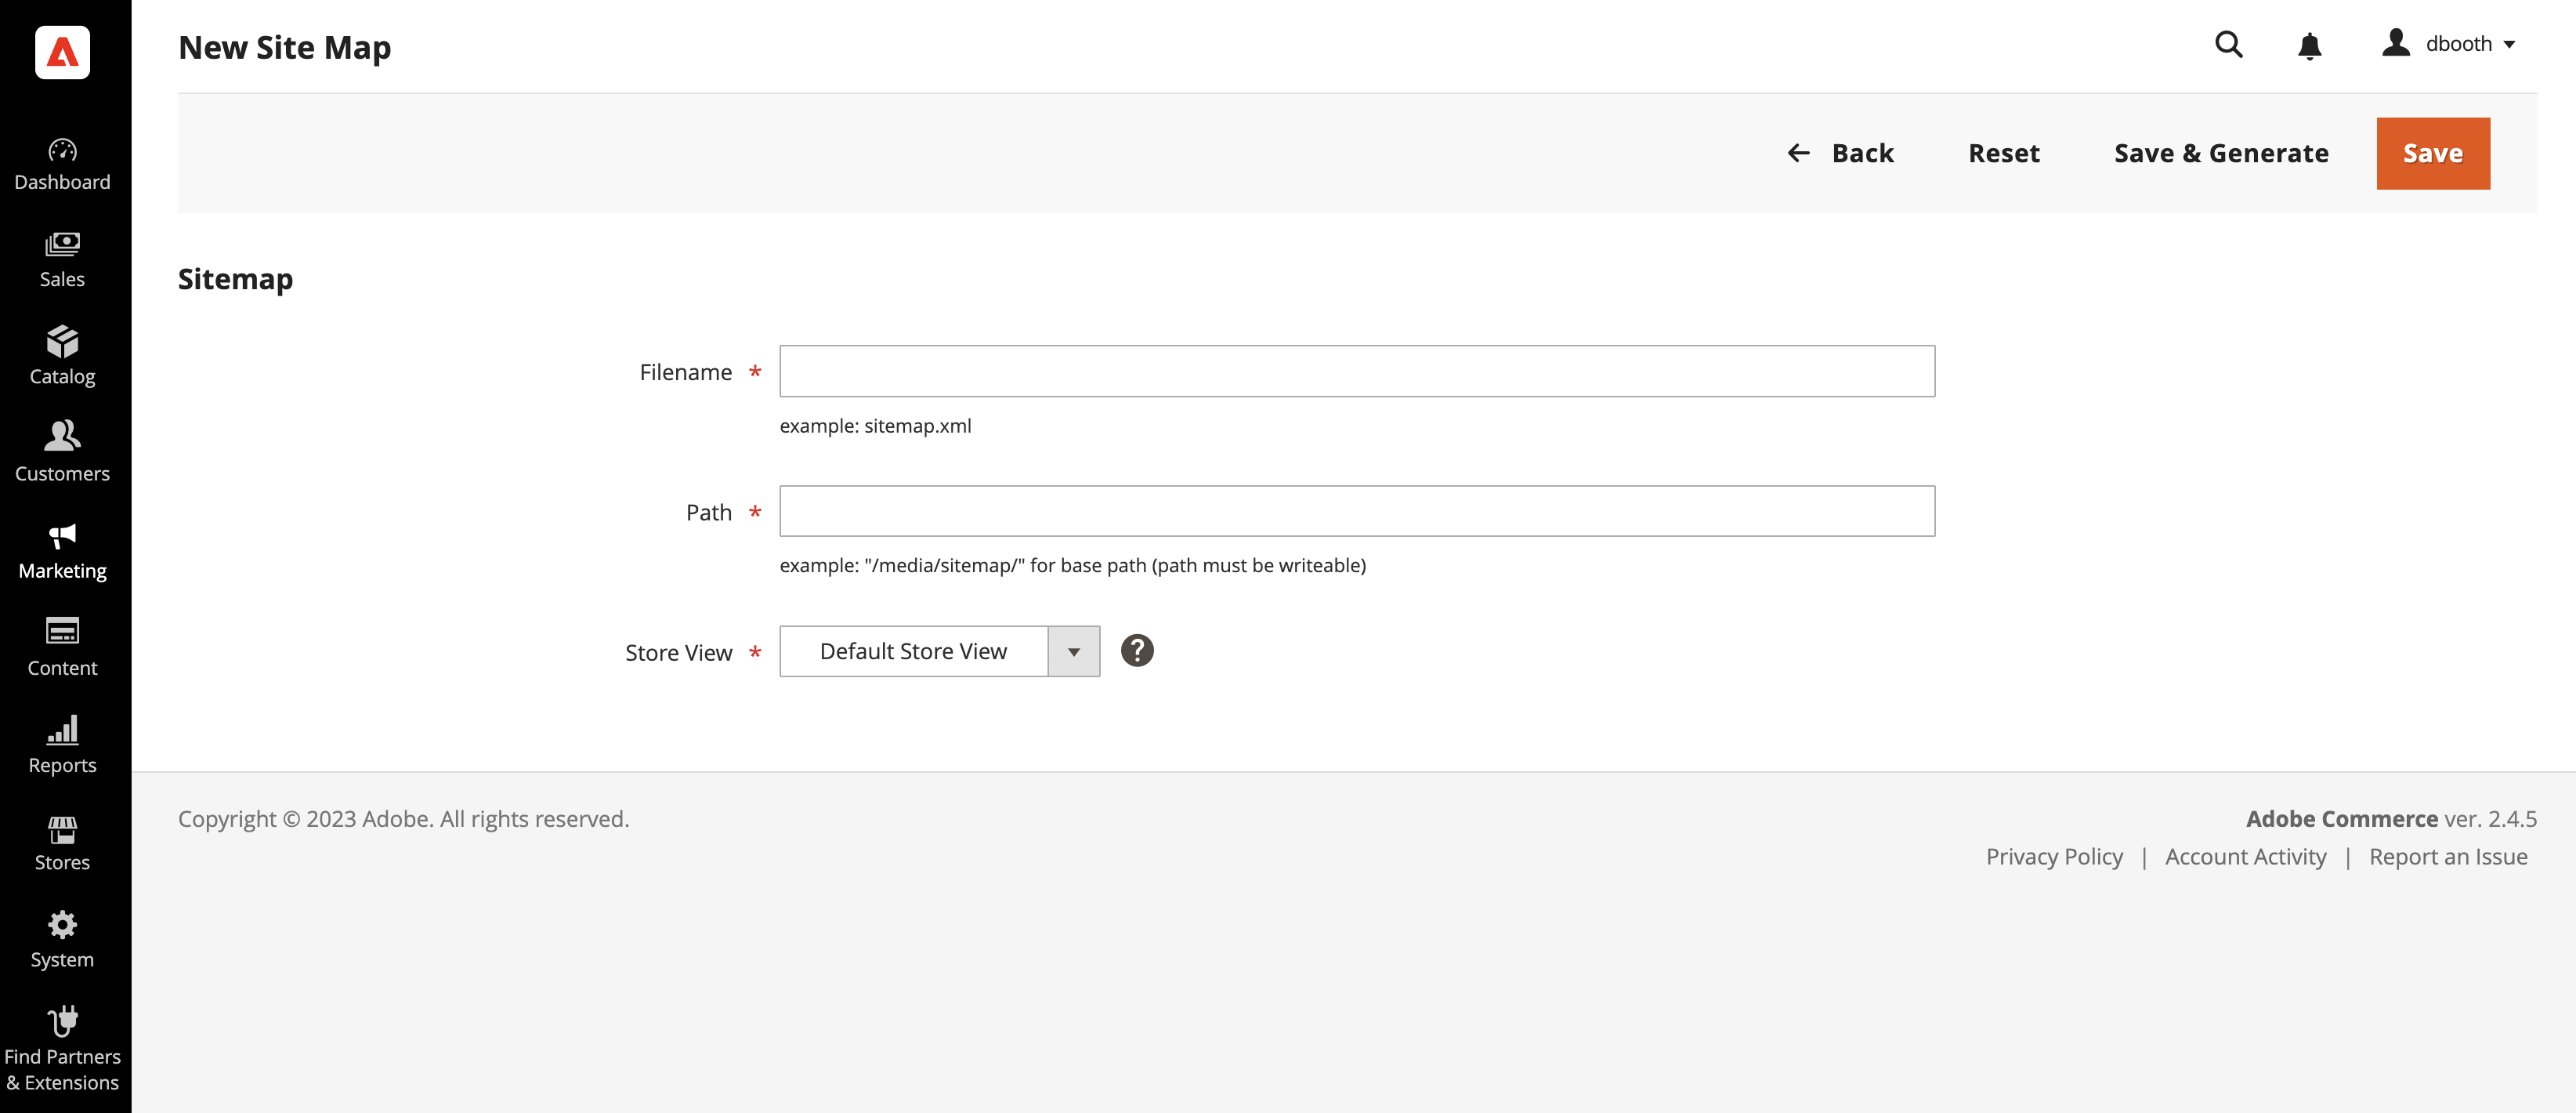 New Site Map
dbooth
Back
Reset
Save & Generate
Save
Dashboard
Sales
Catalog
Customers
Marketing
Content
Reports
Stores
System
Find Partners
& Extensions
Sitemap
Filename *
example: sitemap.xml
Path *
example: "/media/sitemap/" for base path (path must be writeable)
Store View * Default Store View ?
Copyright © 2023 Adobe. All rights reserved.
Adobe Commerce ver. 2.4.5
Privacy Policy | Account Activity | Report an Issue